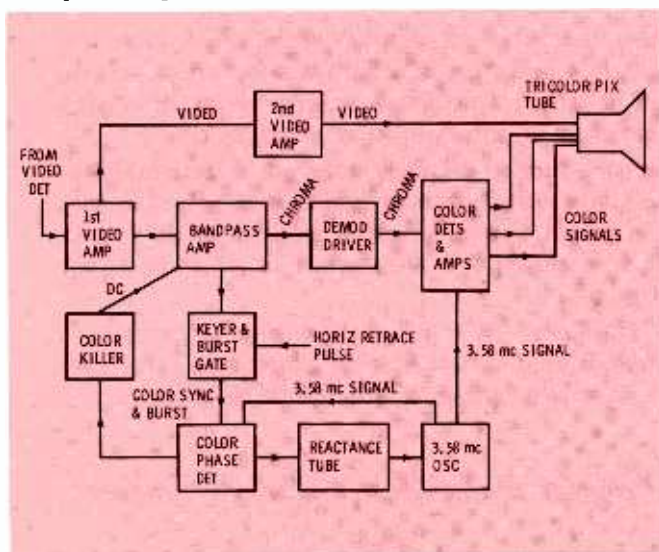 TRICOLOR PIX
TUBE
VIDEO
2nd
VIDEO
AMP
VIDEO
FROM
VIDEO
DET
1st
VIDEO
AMP
BANDPASS
AMP
CHROMA
DEMOD
DRIVER
CHROMA
COLOR
DETS
&
AMPS
COLOR
SIGNALS
DC
COLOR
KILLER
KEYER &
BURST
GATE
HORIZ RETRACE
PULSE
3.58 mc SIGNAL
COLOR SYNC
& BURST
3.58 mc SIGNAL
COLOR
PHASE
DET
REACTANCE
TUBE
3.58 mc
OSC